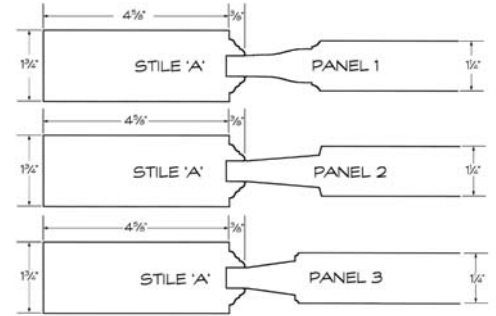 4⅝" ⅜"
1¾" STILE 'A' PANEL 1 1¼"
4⅝" ⅜"
1¾" STILE 'A' PANEL 2 1¼"
4⅝" ⅜"
1¾" STILE 'A' PANEL 3 1¼"